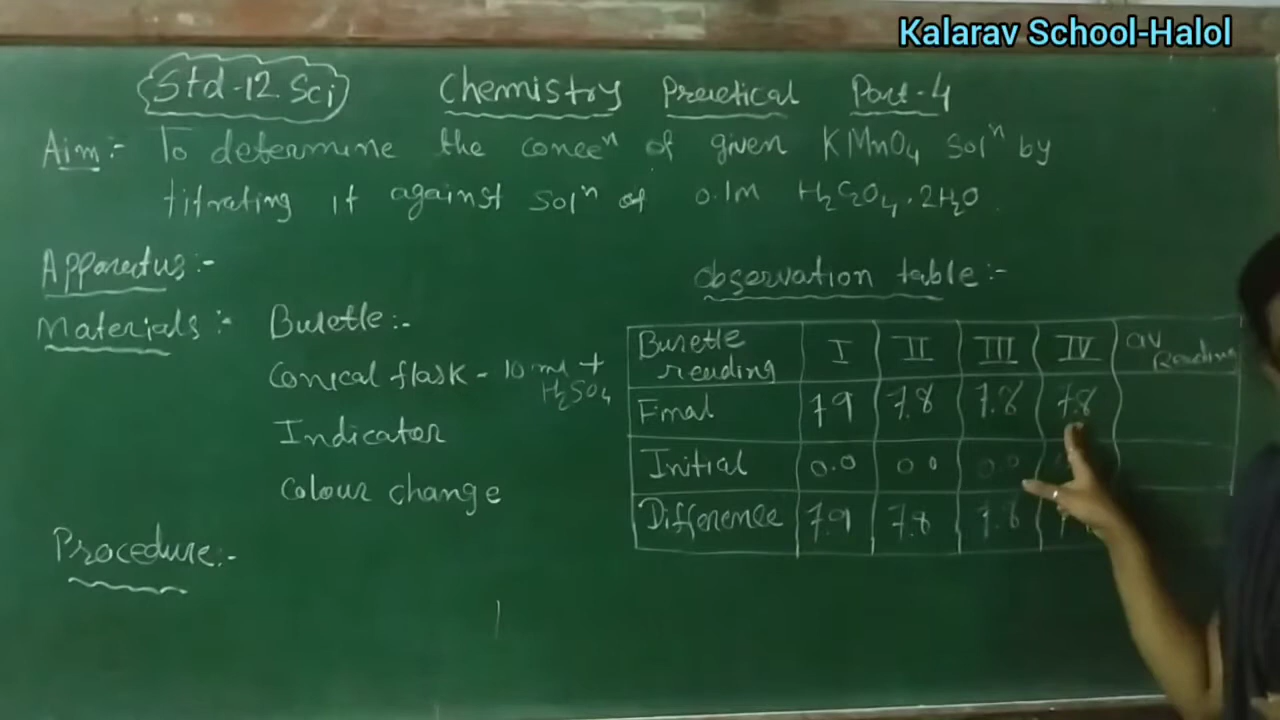 Kalarav School-Halol
Std-12 Sci Chemistry Practical Part-4
Aim:- To determine the concen of given KMnO4 soln by
titrating it against soln of 0.1M H2C2O4.2H2O
Apparatus:-
Materials:- Burette:-
Conical flask - 10 ml + H2SO4
Indicator
Colour change
Procedure:-
Observation table:-
Burette reading I II III IV av Reading
Final 7.9 7.8 7.8 7.8
Initial 0.0 0.0 0.0
Difference 7.9 7.8 7.8